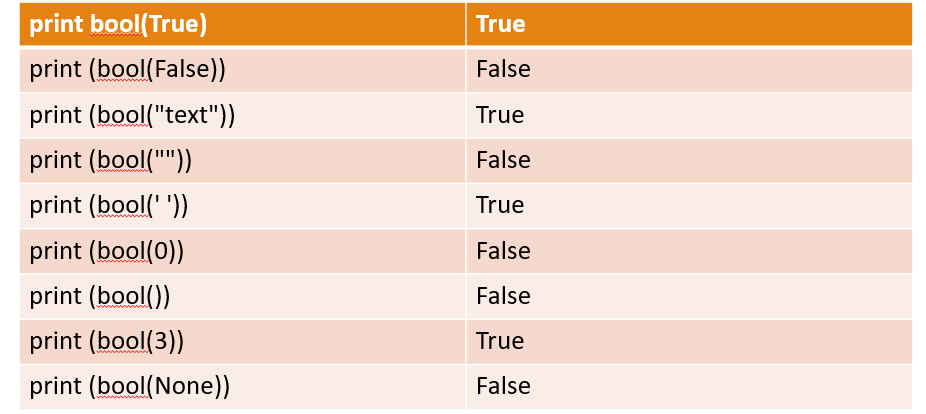 print bool(True) True
print (bool(False)) False
print (bool("text")) True
print (bool("")) False
print (bool(' ')) True
print (bool(0)) False
print (bool()) False
print (bool(3)) True
print (bool(None)) False